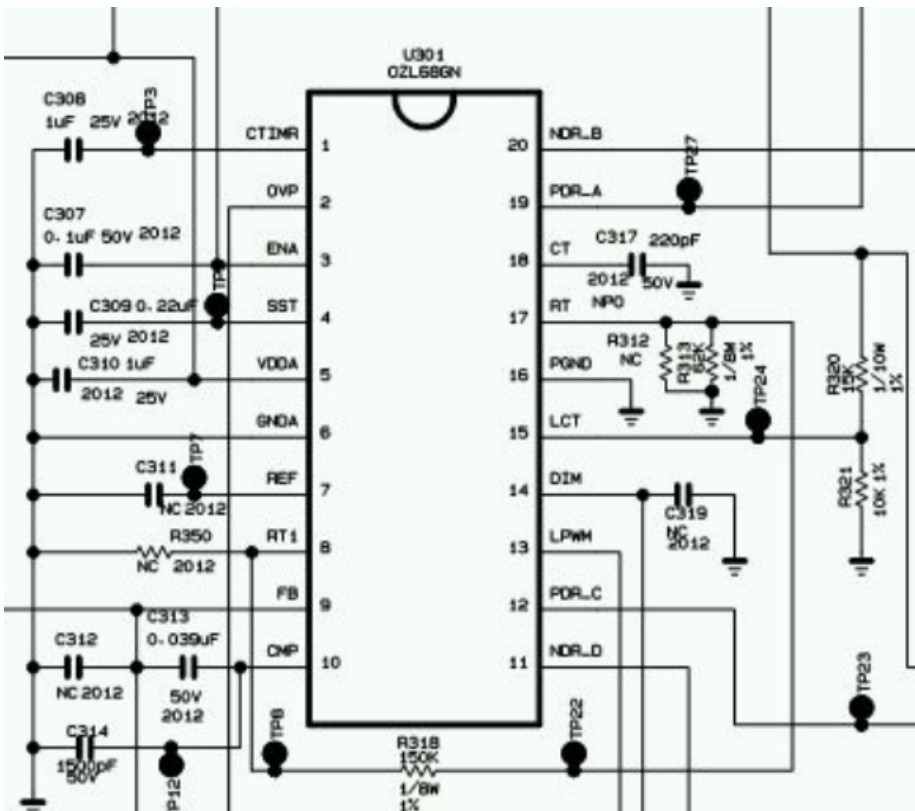 U301
OZL68GN
C308
1uF 25V 2012
TP3
CTIMR 1
OVP 2
C307
0.1uF 50V 2012
ENA 3
C309 0.22uF
25V 2012
SST 4
C310 1uF
2012 25V
VDDA 5
GNDA 6
C311
NC 2012
TP7
REF 7
R350
NC 2012
RT1 8
FB 9
C313
0.039uF
50V
2012
C312
NC 2012
CMP 10
C314
1500pF
50V
TP8
R318
150K
1/8W
1%
TP22
20 NDR_B
TP27
19 PDR_A
18 CT
C317 220pF
2012 50V
NPO
17 RT
R312
NC
R313
62K
1/8W
1%
16 PGND
TP24
15 LCT
R320
15K
1/10W
1%
R321
10K 1%
14 DIM
C319
NC
2012
13 LPWM
12 PDR_C
11 NDR_D
TP23